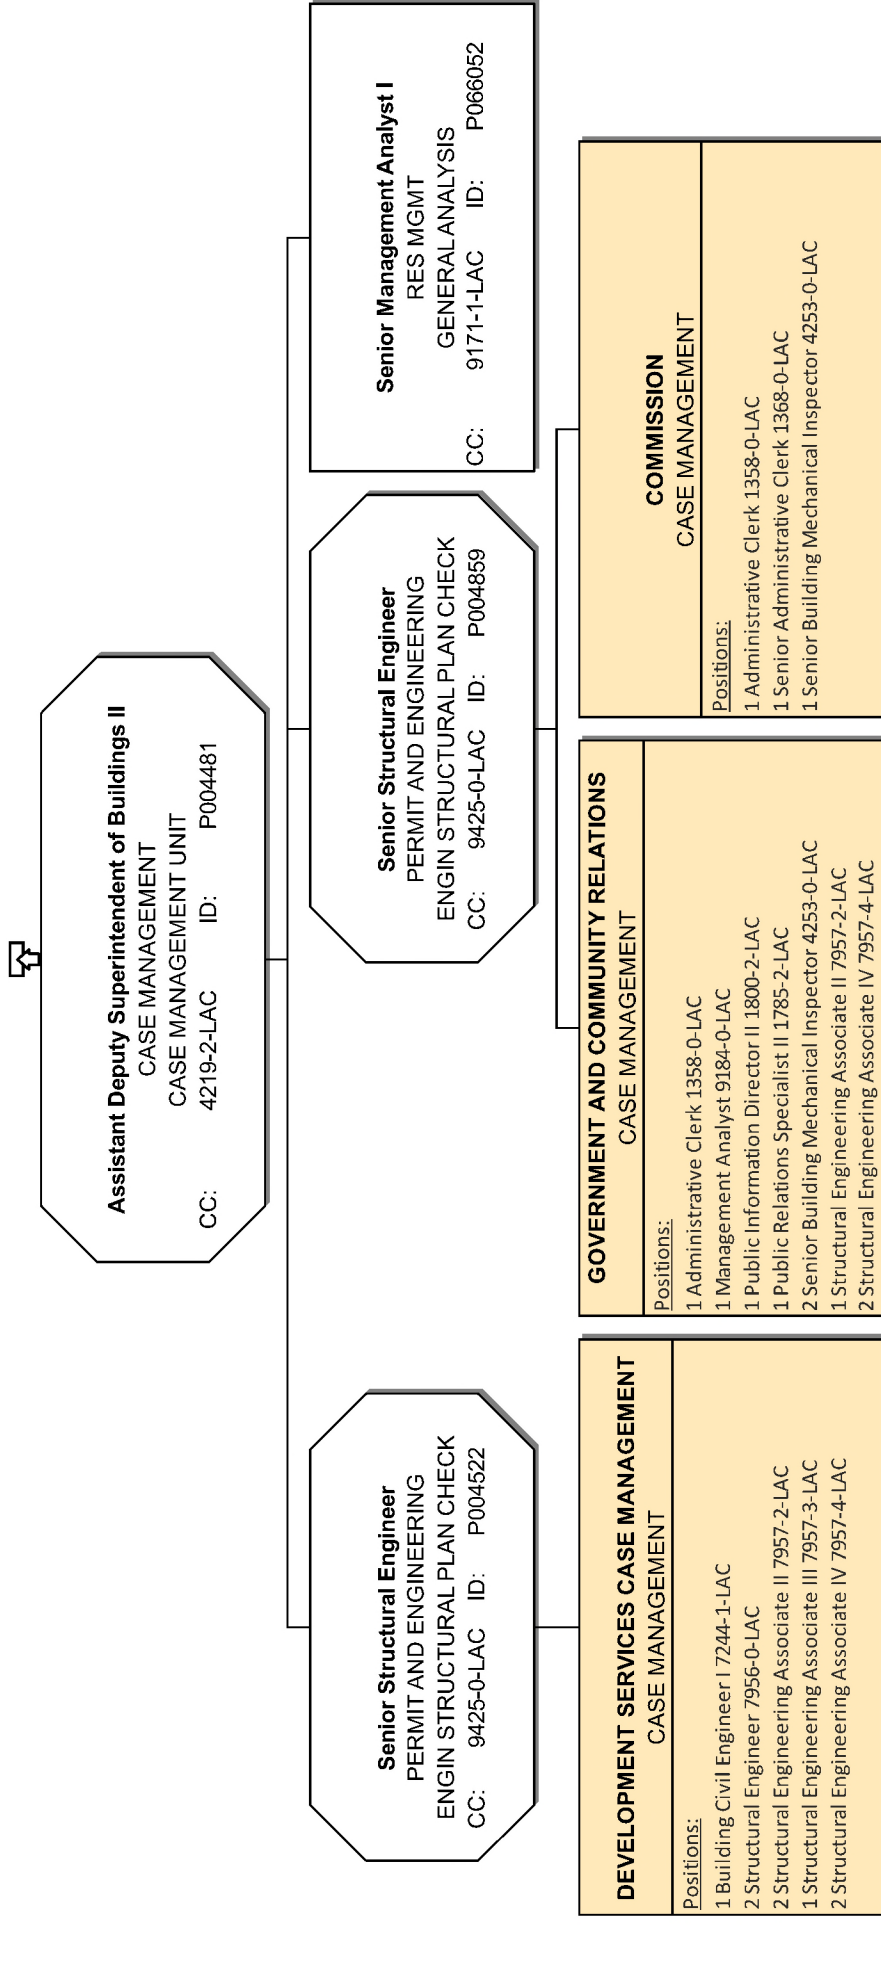 Assistant Deputy Superintendent of Buildings II
CASE MANAGEMENT
CASE MANAGEMENT UNIT
CC: 4219-2-LAC ID: P004481
Senior Structural Engineer
PERMIT AND ENGINEERING
ENGIN STRUCTURAL PLAN CHECK
CC: 9425-0-LAC ID: P004522
Senior Structural Engineer
PERMIT AND ENGINEERING
ENGIN STRUCTURAL PLAN CHECK
CC: 9425-0-LAC ID: P004859
Senior Management Analyst I
RES MGMT
GENERAL ANALYSIS
CC: 9171-1-LAC ID: P066052
DEVELOPMENT SERVICES CASE MANAGEMENT
CASE MANAGEMENT
Positions:
1 Building Civil Engineer I 7244-1-LAC
2 Structural Engineer 7956-0-LAC
2 Structural Engineering Associate II 7957-2-LAC
1 Structural Engineering Associate III 7957-3-LAC
2 Structural Engineering Associate IV 7957-4-LAC
GOVERNMENT AND COMMUNITY RELATIONS
CASE MANAGEMENT
Positions:
1 Administrative Clerk 1358-0-LAC
1 Management Analyst 9184-0-LAC
1 Public Information Director II 1800-2-LAC
1 Public Relations Specialist II 1785-2-LAC
2 Senior Building Mechanical Inspector 4253-0-LAC
1 Structural Engineering Associate II 7957-2-LAC
2 Structural Engineering Associate IV 7957-4-LAC
COMMISSION
CASE MANAGEMENT
Positions:
1 Administrative Clerk 1358-0-LAC
1 Senior Administrative Clerk 1368-0-LAC
1 Senior Building Mechanical Inspector 4253-0-LAC